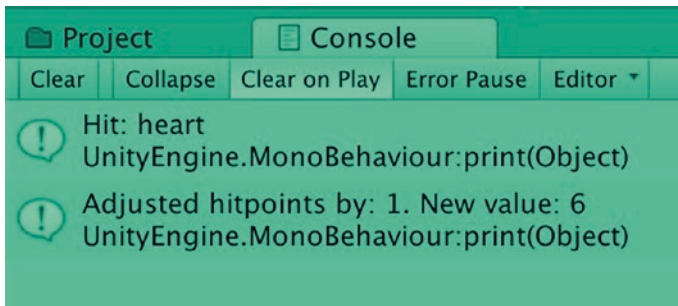 Project Console
Clear Collapse Clear on Play Error Pause Editor
Hit: heart
UnityEngine.MonoBehaviour:print(Object)
Adjusted hitpoints by: 1. New value: 6
UnityEngine.MonoBehaviour:print(Object)